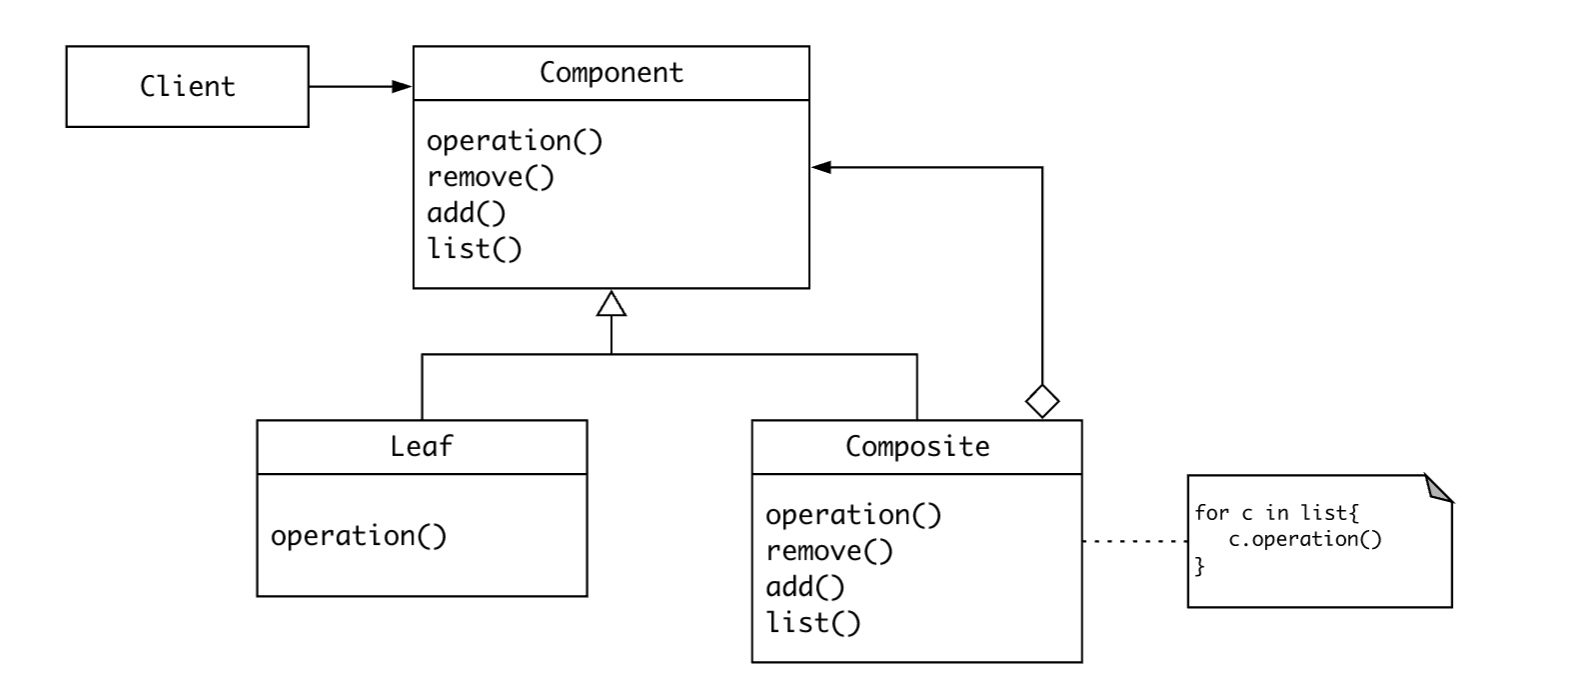 Client
Component
operation()
remove()
add()
list()
Leaf
operation()
Composite
operation()
remove()
add()
list()
for c in list{
c.operation()
}